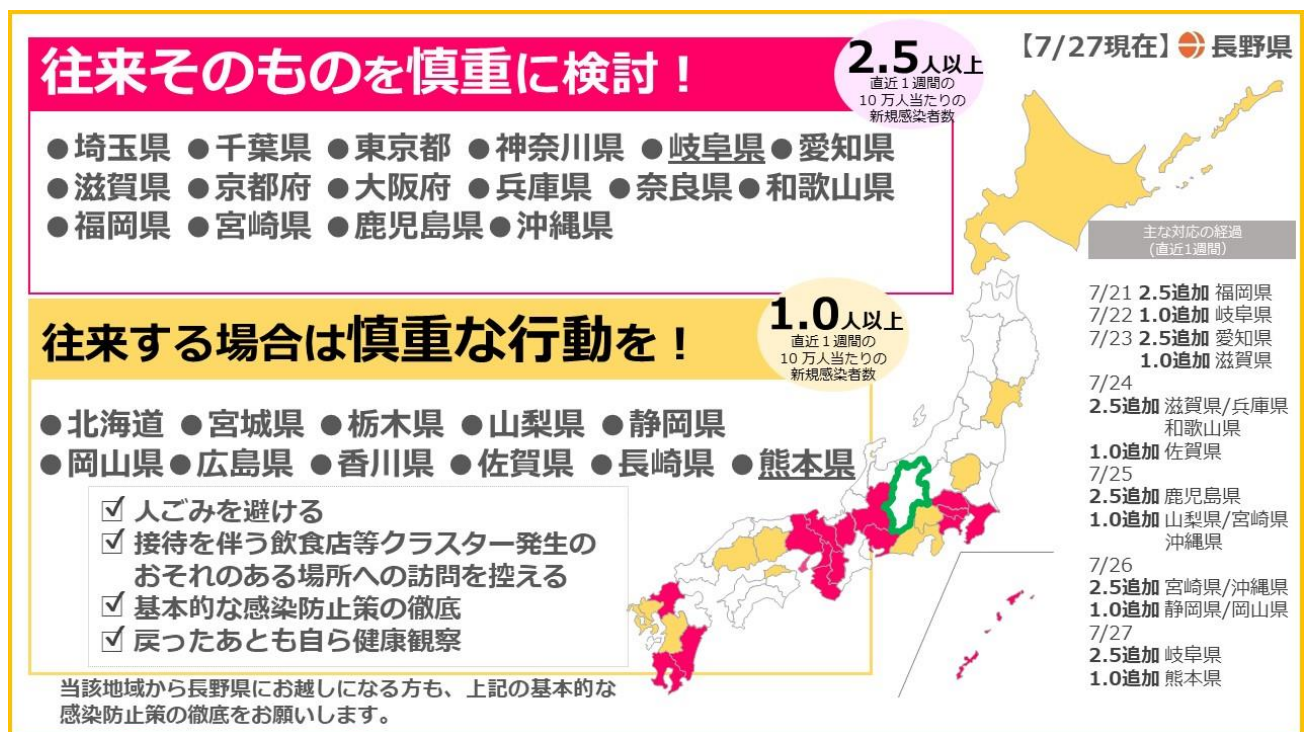 往来そのものを慎重に検討！
2.5人以上
直近１週間の
10 万人当たりの
新規感染者数
【7/27現在】長野県
●埼玉県 ●千葉県 ●東京都 ●神奈川県 ●岐阜県●愛知県
●滋賀県 ●京都府 ●大阪府 ●兵庫県 ●奈良県●和歌山県
●福岡県 ●宮崎県 ●鹿児島県●沖縄県
往来する場合は慎重な行動を！
1.0人以上
直近１週間の
10 万人当たりの
新規感染者数
●北海道 ●宮城県 ●栃木県 ●山梨県 ●静岡県
●岡山県●広島県 ●香川県 ●佐賀県 ●長崎県 ●熊本県
☑ 人ごみを避ける
☑ 接待を伴う飲食店等クラスター発生の
おそれのある場所への訪問を控える
☑ 基本的な感染防止策の徹底
☑ 戻ったあとも自ら健康観察
当該地域から長野県にお越しになる方も、上記の基本的な
感染防止策の徹底をお願いします。
主な対応の経過
(直近1週間)
7/21 2.5追加 福岡県
7/22 1.0追加 岐阜県
7/23 2.5追加 愛知県
1.0追加 滋賀県
7/24
2.5追加 滋賀県/兵庫県
和歌山県
1.0追加 佐賀県
7/25
2.5追加 鹿児島県
1.0追加 山梨県/宮崎県
沖縄県
7/26
2.5追加 宮崎県/沖縄県
1.0追加 静岡県/岡山県
7/27
2.5追加 岐阜県
1.0追加 熊本県